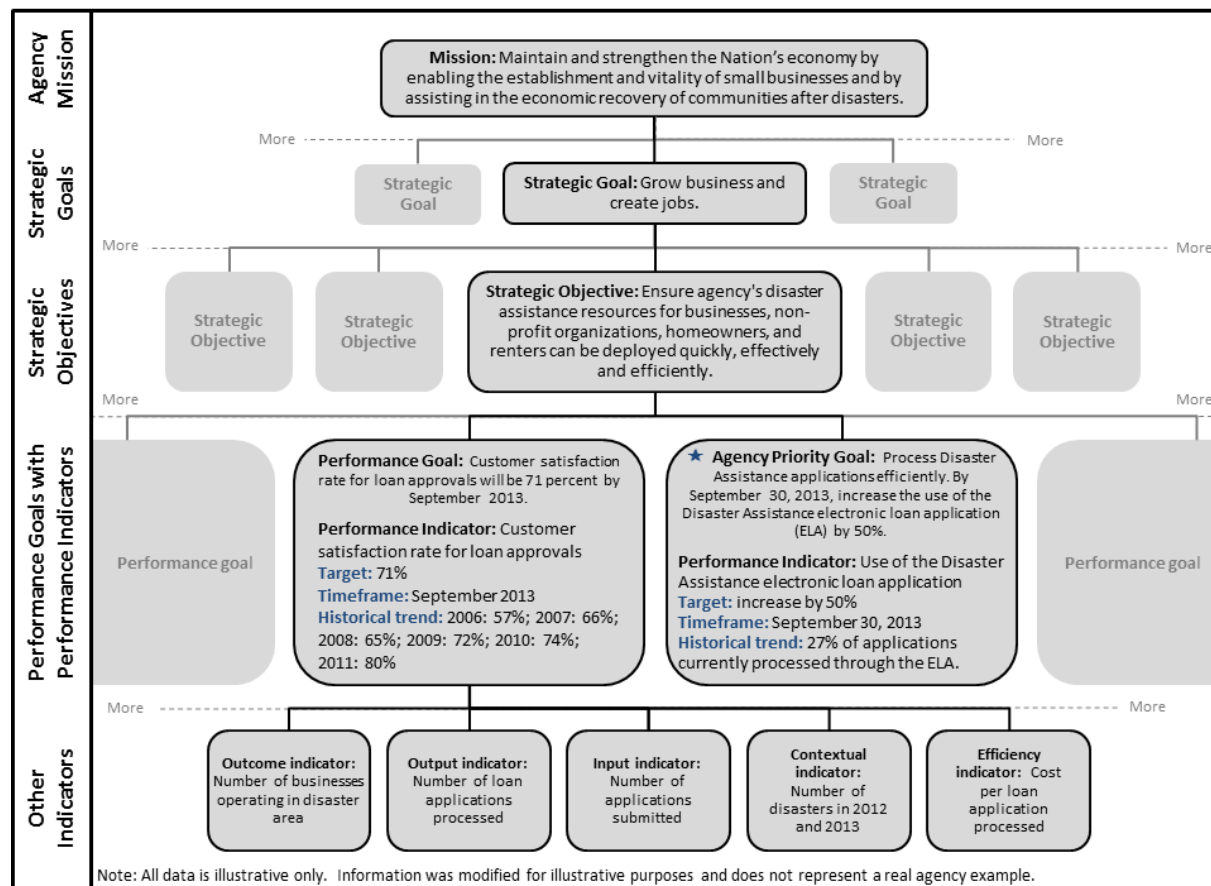 Agency
Mission
Mission: Maintain and strengthen the Nation's economy by
enabling the establishment and vitality of small businesses and by
assisting in the economic recovery of communities after disasters.
More
More
Strategic
Goals
Strategic
Goal
Strategic Goal: Grow business and
create jobs.
Strategic
Goal
More
More
Strategic
Objectives
Strategic
Objective
Strategic
Objective
Strategic Objective: Ensure agency's disaster
assistance resources for businesses, non-
profit organizations, homeowners, and
renters can be deployed quickly, effectively
and efficiently.
Strategic
Objective
Strategic
Objective
More
More
Performance Goals with
Performance Indicators
Performance goal
Performance Goal: Customer satisfaction
rate for loan approvals will be 71 percent by
September 2013.
Performance Indicator: Customer
satisfaction rate for loan approvals
Target: 71%
Timeframe: September 2013
Historical trend: 2006: 57%; 2007: 66%;
2008: 65%; 2009: 72%; 2010: 74%;
2011: 80%
★ Agency Priority Goal: Process Disaster
Assistance applications efficiently. By
September 30, 2013, increase the use of the
Disaster Assistance electronic loan application
(ELA) by 50%.
Performance Indicator: Use of the Disaster
Assistance electronic loan application
Target: increase by 50%
Timeframe: September 30, 2013
Historical trend: 27% of applications
currently processed through the ELA.
Performance goal
More
More
Other
Indicators
Outcome indicator:
Number of businesses
operating in disaster
area
Output indicator:
Number of loan
applications
processed
Input indicator:
Number of
applications
submitted
Contextual
indicator:
Number of
disasters in 2012
and 2013
Efficiency
indicator: Cost
per loan
application
processed
Note: All data is illustrative only. Information was modified for illustrative purposes and does not represent a real agency example.